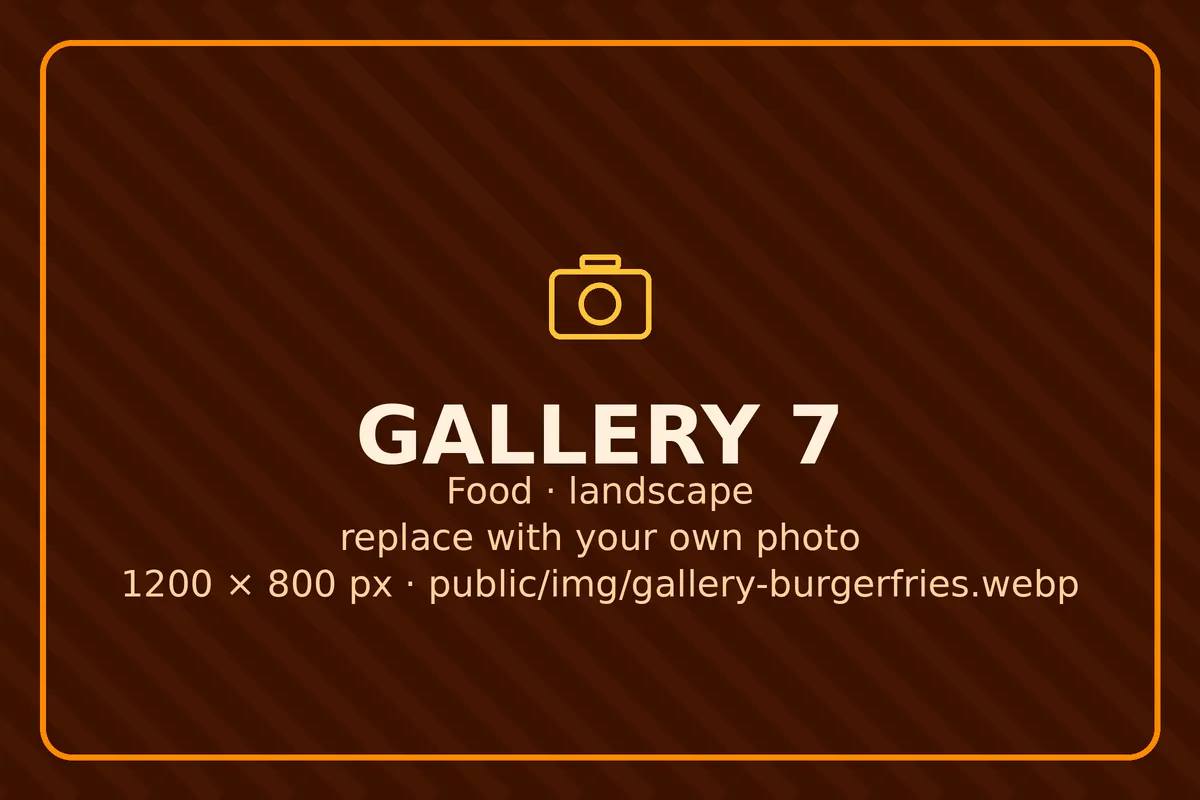 GALLERY 7
Food · landscape
replace with your own photo
1200 × 800 px · public/img/gallery-burgerfries.webp